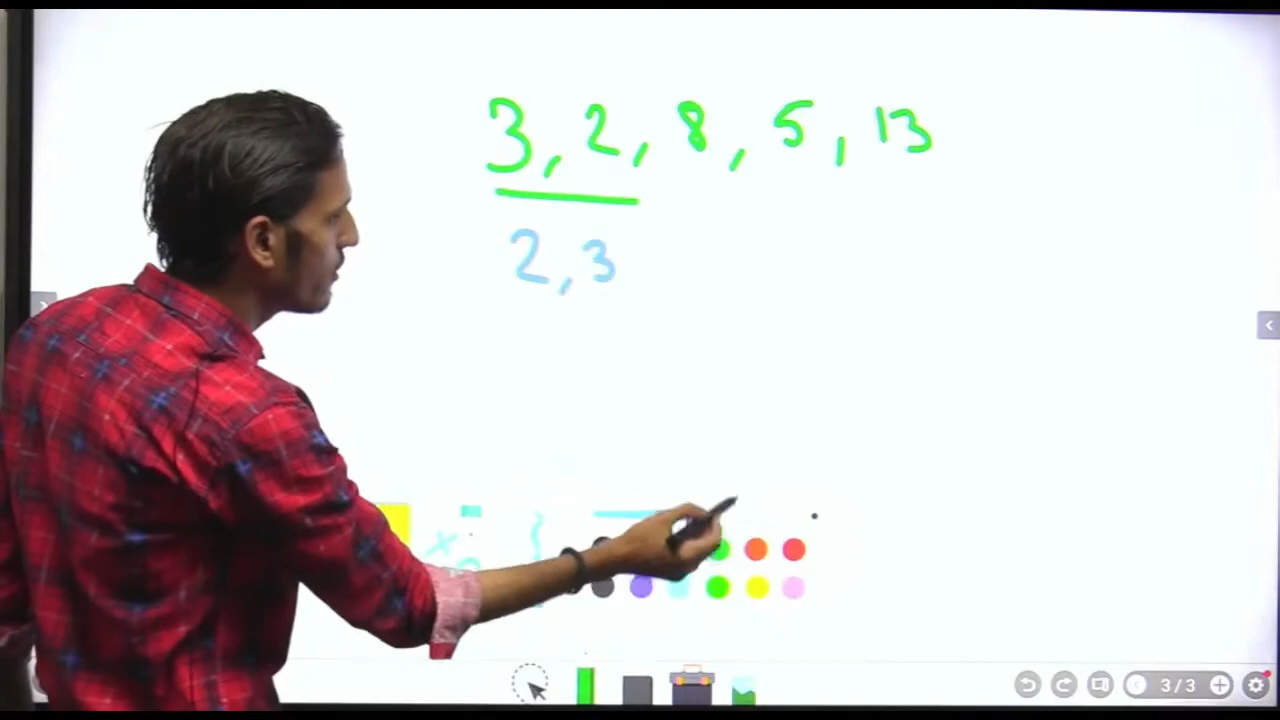 3, 2, 8, 5, 13
2, 3
3/3